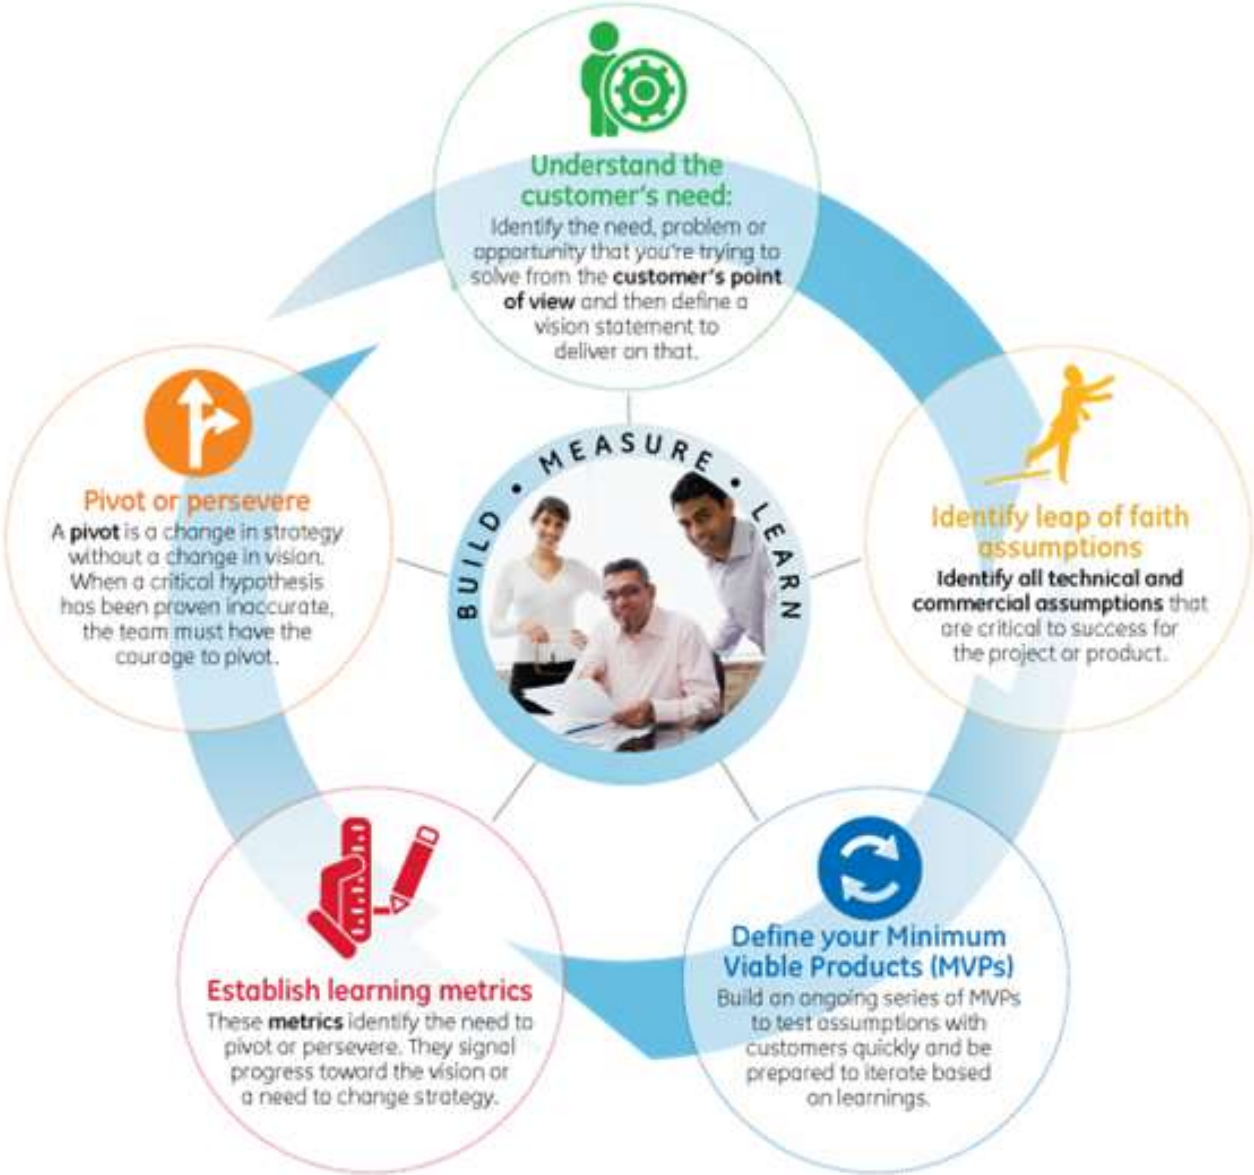 Understand the
customer's need:
Identify the need, problem or
opportunity that you're trying to
solve from the customer's point
of view and then define a
vision statement to
deliver on that.
BUILD • MEASURE • LEARN
Identify leap of faith
assumptions
Identify all technical and
commercial assumptions that
are critical to success for
the project or product.
Define your Minimum
Viable Products (MVPs)
Build an ongoing series of MVPs
to test assumptions with
customers quickly and be
prepared to iterate based
on learnings.
Establish learning metrics
These metrics identify the need to
pivot or persevere. They signal
progress toward the vision or
a need to change strategy.
Pivot or persevere
A pivot is a change in strategy
without a change in vision.
When a critical hypothesis
has been proven inaccurate,
the team must have the
courage to pivot.